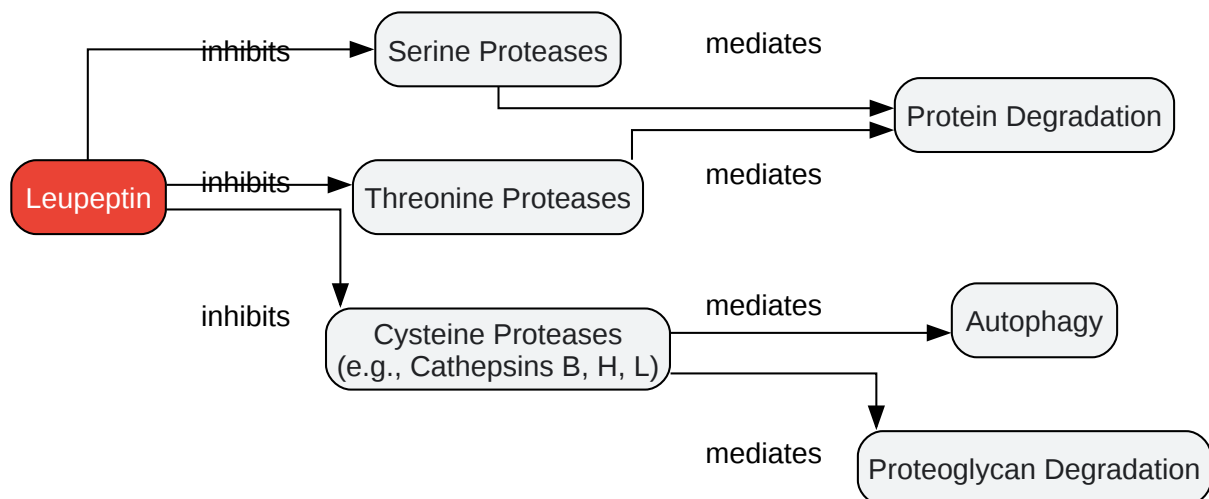 inhibits
Serine Proteases
mediates
Protein Degradation
Leupeptin
inhibits
Threonine Proteases
mediates
inhibits
Cysteine Proteases
(e.g., Cathepsins B, H, L)
mediates
Autophagy
mediates
Proteoglycan Degradation